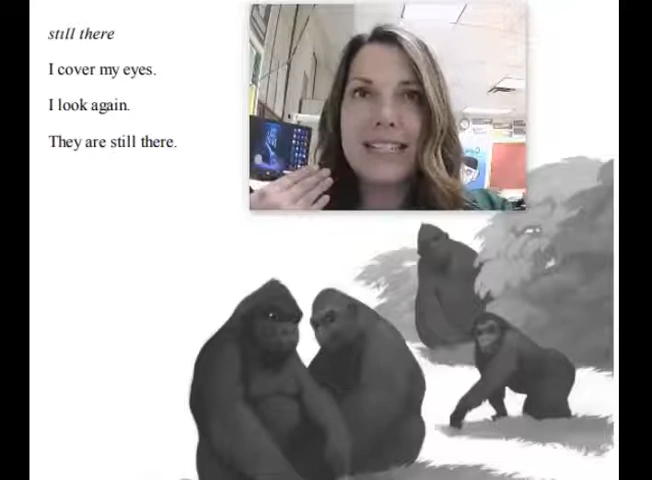 still there
I cover my eyes.
I look again.
They are still there.